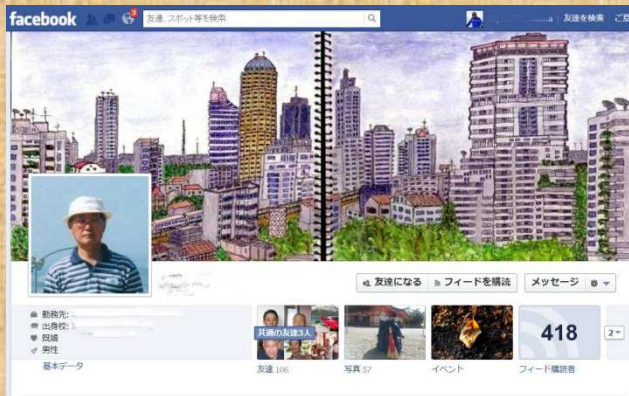 facebook 3 友達、スポット等を検索 a 友達を検索
友達になる フィードを購読 メッセージ
勤務先:
出身校:
既婚
男性
基本データ
共通の友達3人
418
2
友達 106 写真 57 イベント フィード購読者